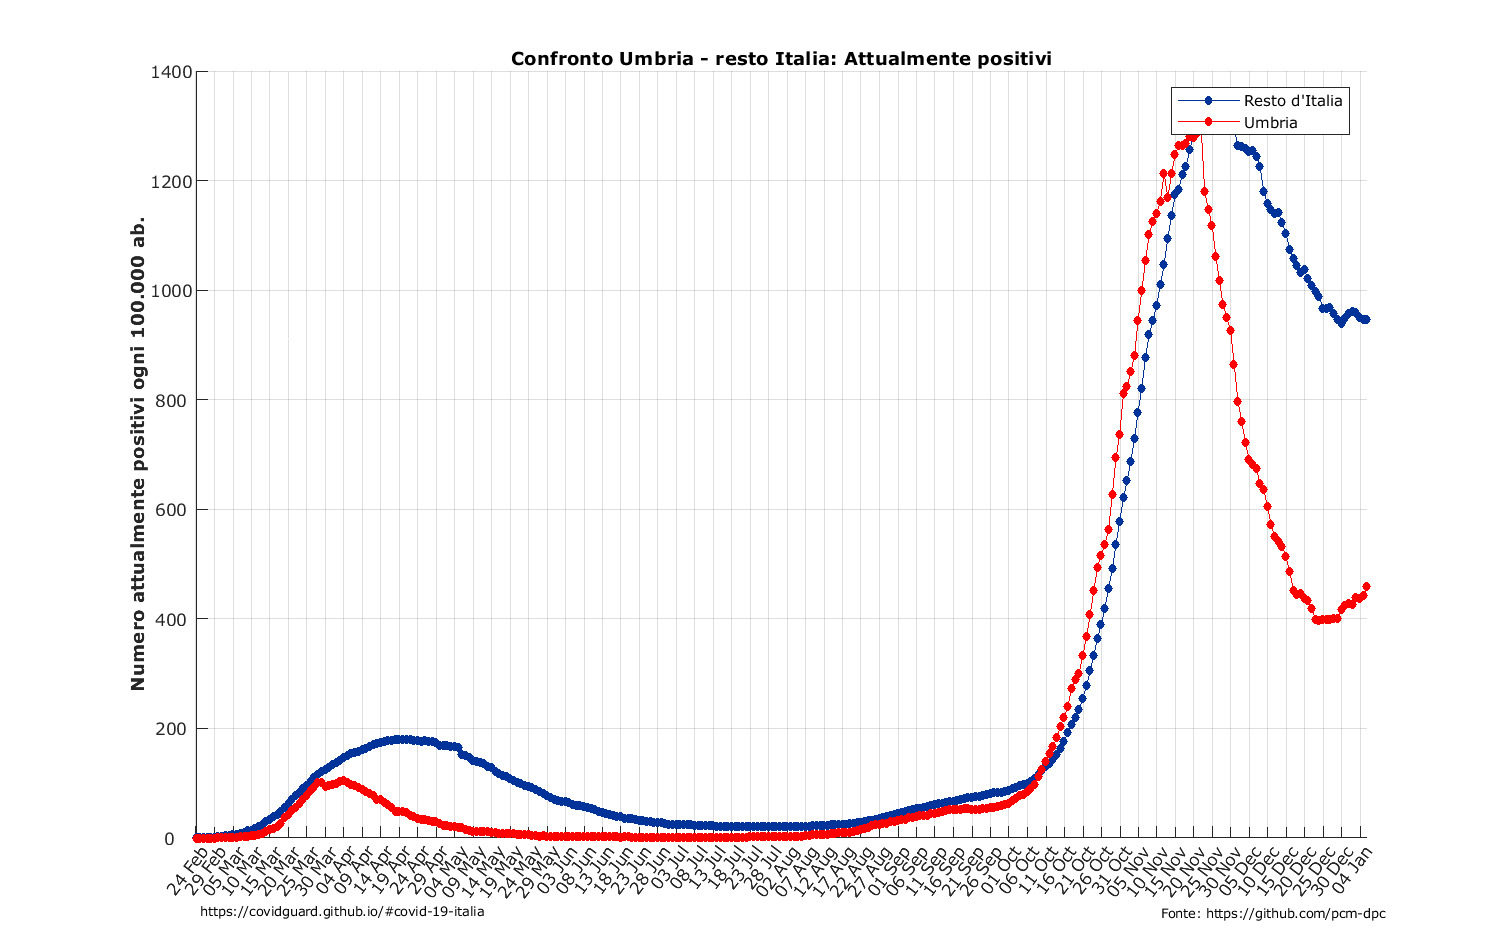 Confronto Umbria - resto Italia: Attualmente positivi
1400
1200
1000
800
600
400
200
0
Numero attualmente positivi ogni 100.000 ab.
Resto d'Italia
Umbria
24 Feb
29 Feb
05 Mar
10 Mar
15 Mar
20 Mar
25 Mar
30 Mar
04 Apr
09 Apr
14 Apr
19 Apr
24 Apr
29 Apr
04 May
09 May
14 May
19 May
24 May
29 May
03 Jun
08 Jun
13 Jun
18 Jun
23 Jun
28 Jun
03 Jul
08 Jul
13 Jul
18 Jul
23 Jul
28 Jul
02 Aug
07 Aug
12 Aug
17 Aug
22 Aug
27 Aug
01 Sep
06 Sep
11 Sep
16 Sep
21 Sep
26 Sep
01 Oct
06 Oct
11 Oct
16 Oct
21 Oct
26 Oct
31 Oct
05 Nov
10 Nov
15 Nov
20 Nov
25 Nov
30 Nov
05 Dec
10 Dec
15 Dec
20 Dec
25 Dec
30 Dec
04 Jan
https://covidguard.github.io/#covid-19-italia
Fonte: https://github.com/pcm-dpc